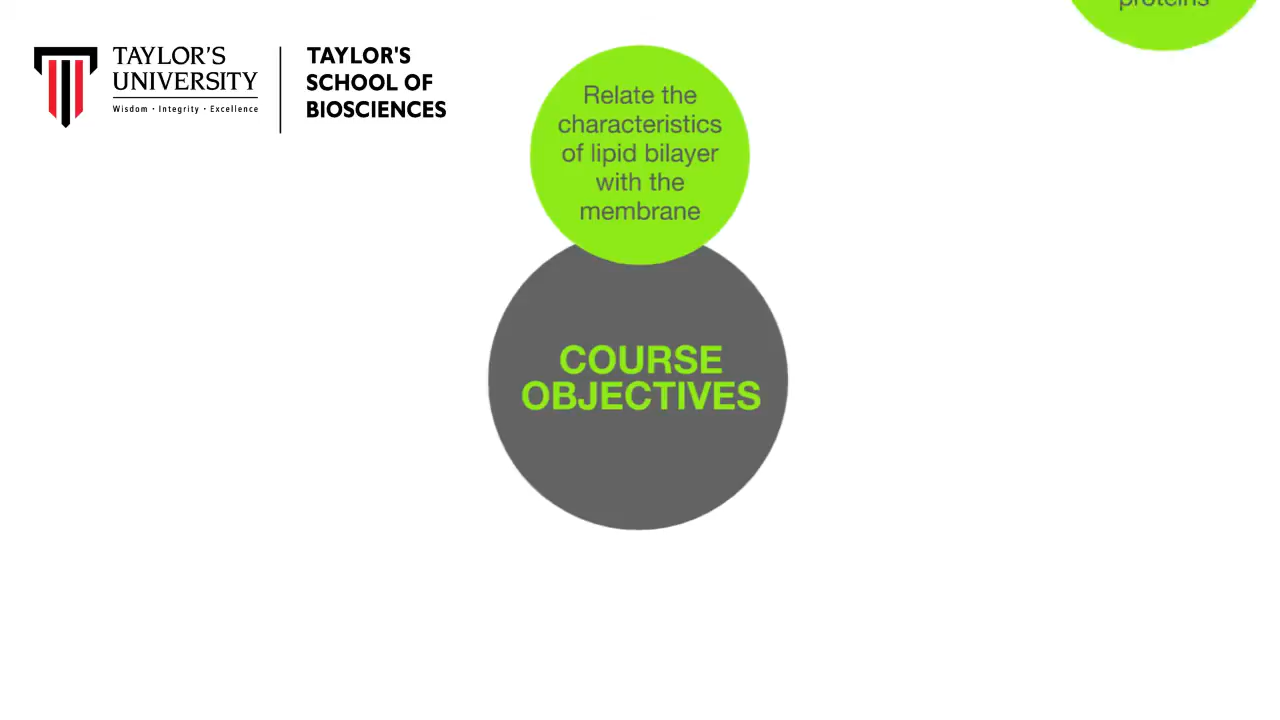 TAYLOR'S
UNIVERSITY
Wisdom · Integrity · Excellence
TAYLOR'S
SCHOOL OF
BIOSCIENCES
proteins
Relate the
characteristics
of lipid bilayer
with the
membrane
COURSE
OBJECTIVES